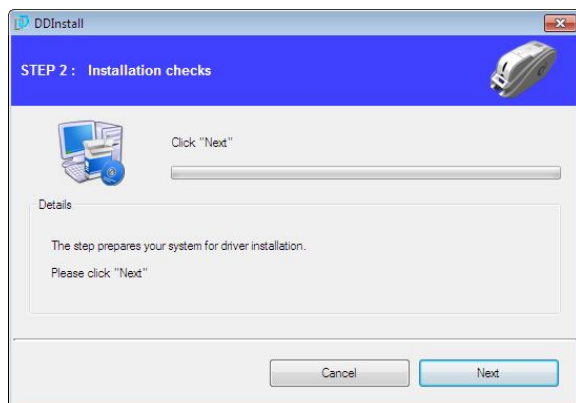 DDInstall
STEP 2 : Installation checks
Click "Next"
Details
The step prepares your system for driver installation.
Please click "Next"
Cancel
Next